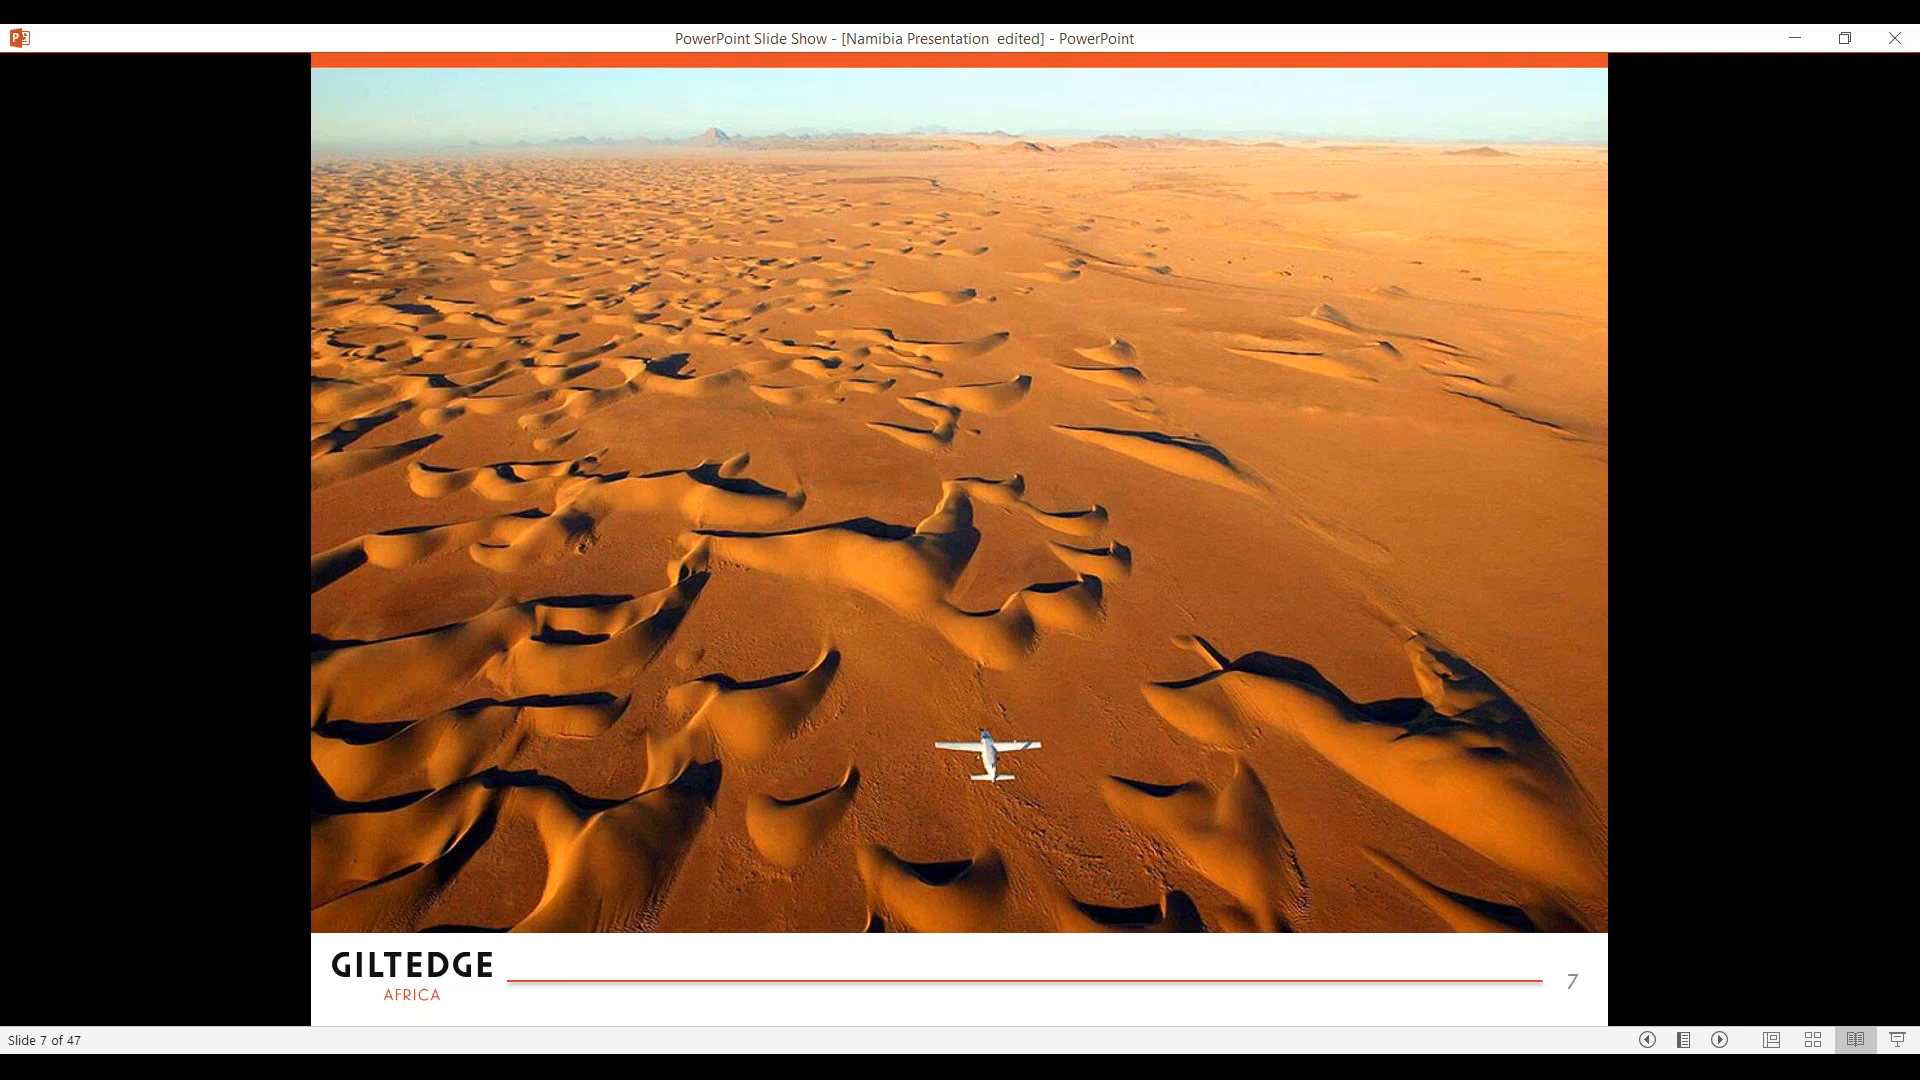 PowerPoint Slide Show - [Namibia Presentation  edited] - PowerPoint
GILTEDGE
AFRICA
7
Slide 7 of 47